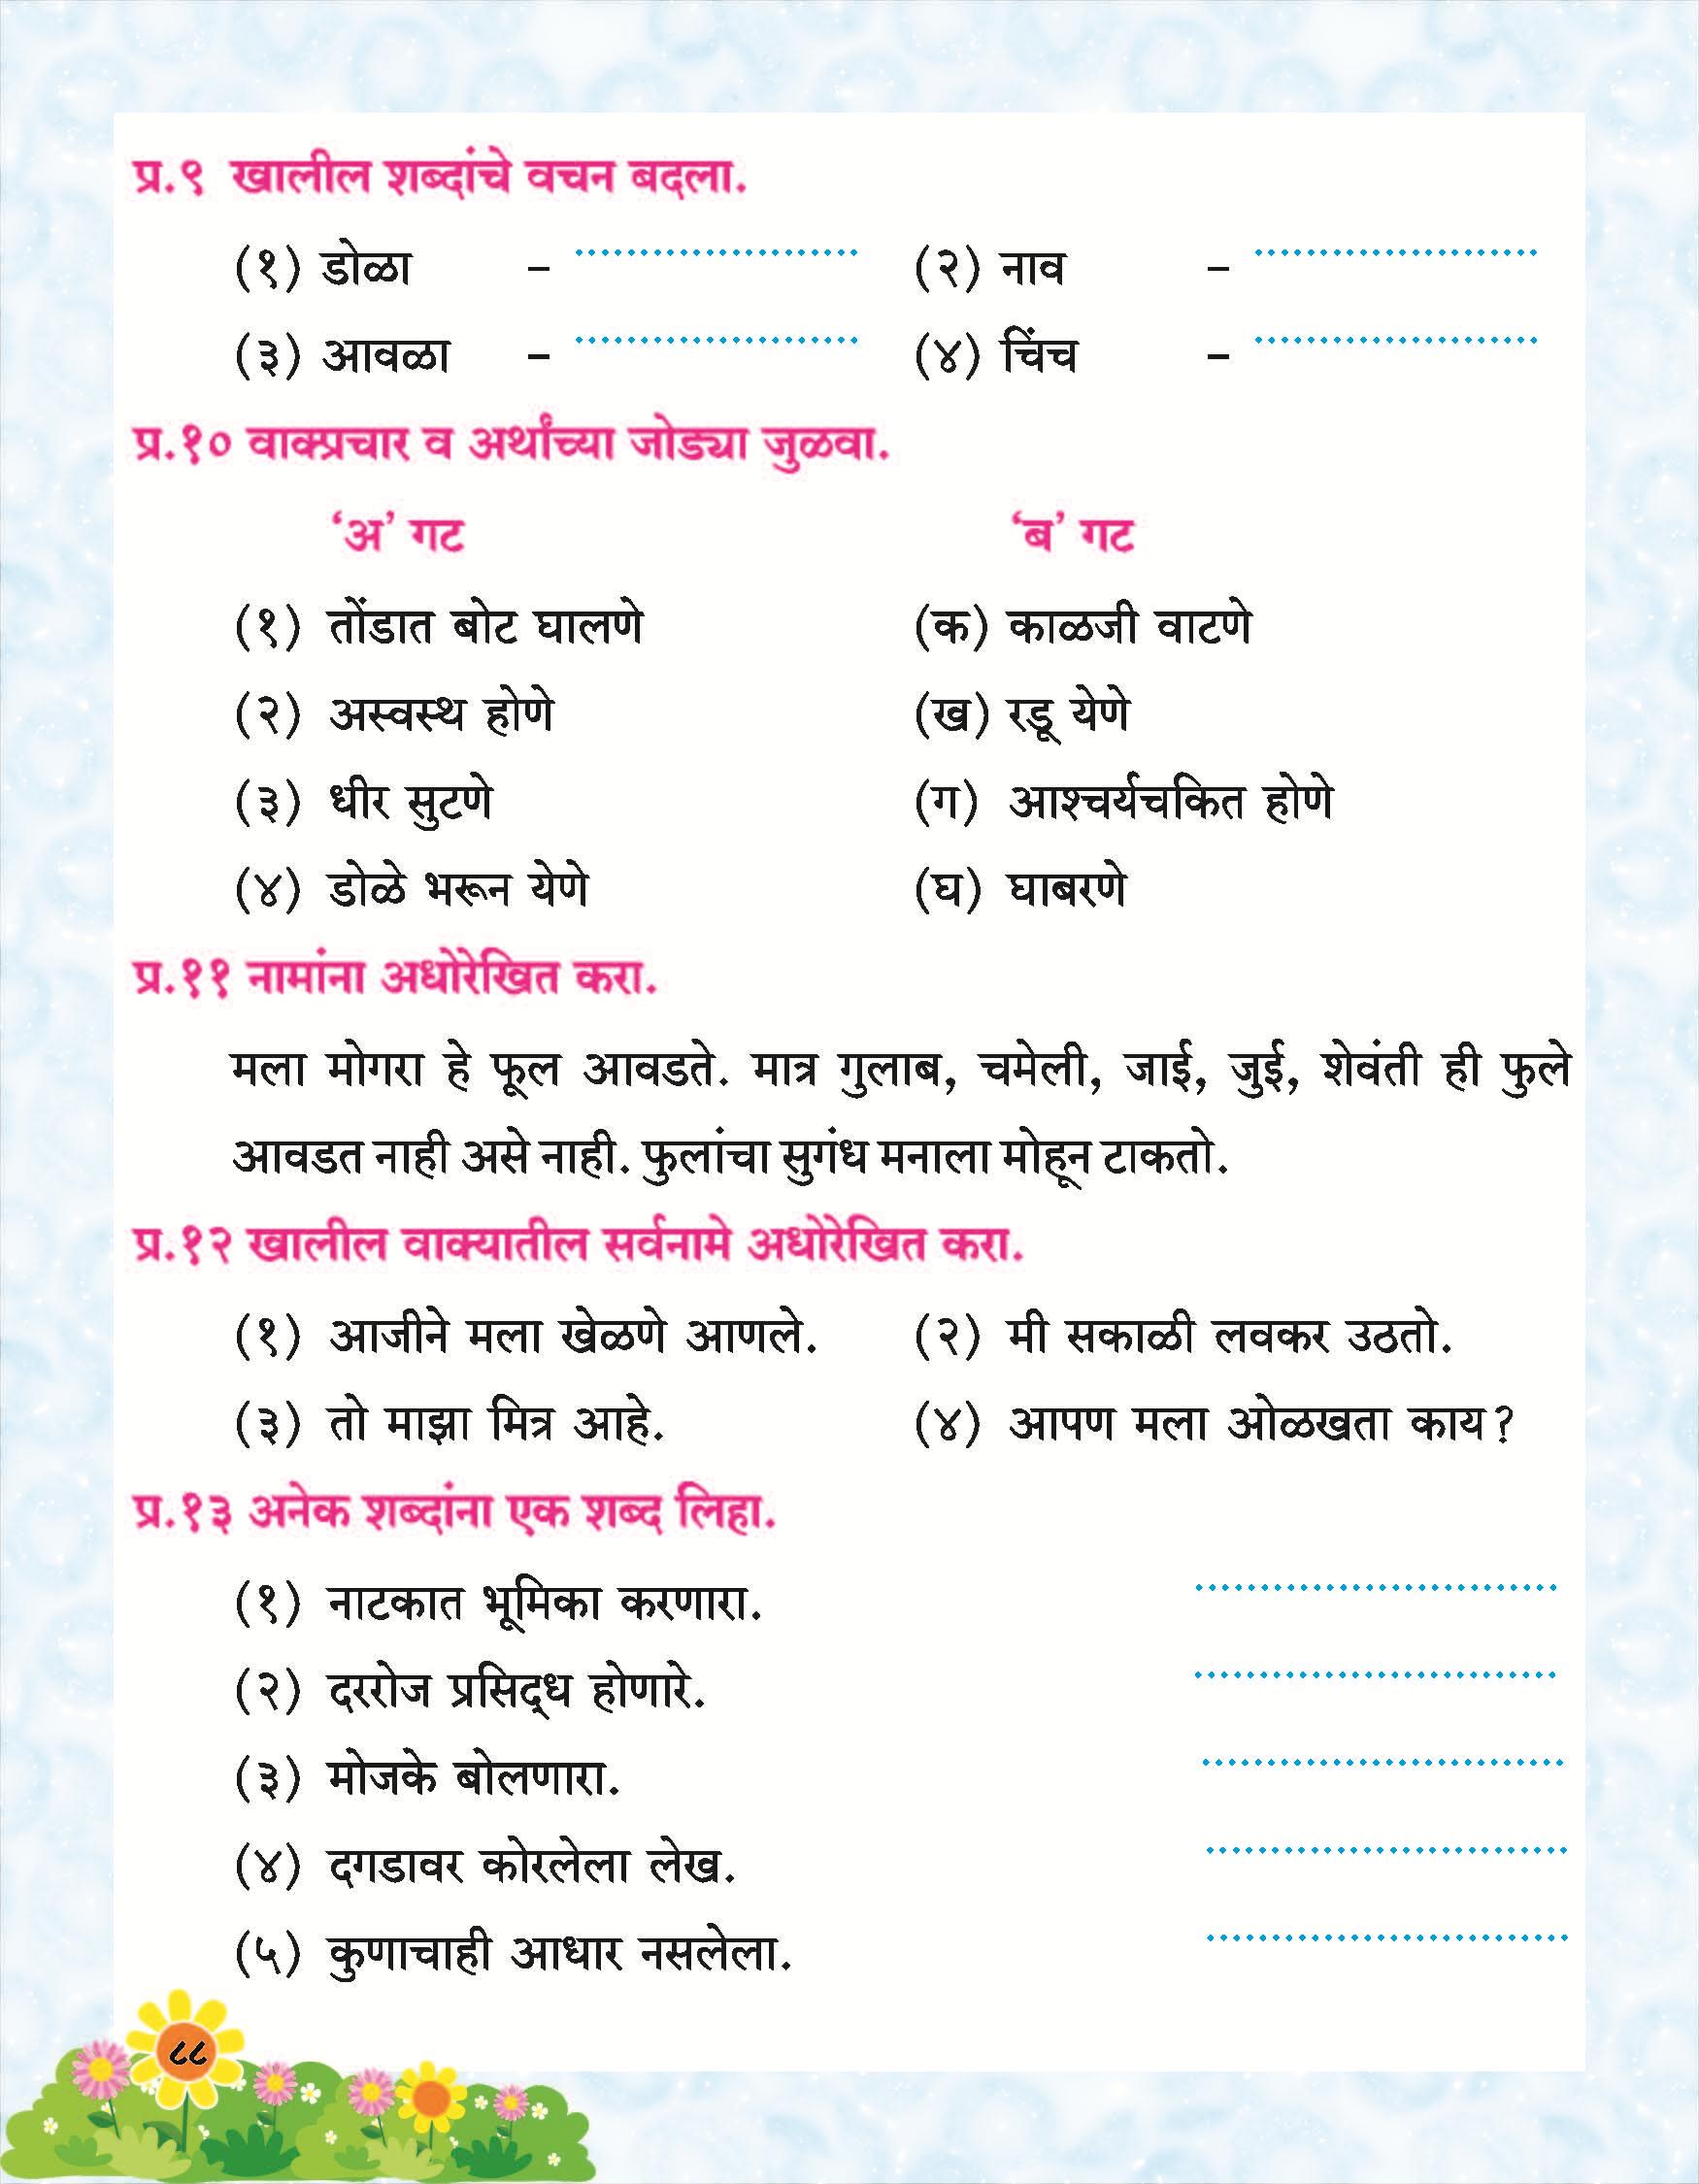 प्र.९ खालील शब्दांचे वचन बदला.
(१) डोळा – ...................... (२) नाव – ......................
(३) आवळा – ...................... (४) चिंच – ......................
प्र.१० वाक्प्रचार व अर्थांच्या जोड्या जुळवा.
‘अ’ गट ‘ब’ गट
(१) तोंडात बोट घालणे (क) काळजी वाटणे
(२) अस्वस्थ होणे (ख) रडू येणे
(३) धीर सुटणे (ग) आश्चर्यचकित होणे
(४) डोळे भरून येणे (घ) घाबरणे
प्र.११ नामांना अधोरेखित करा.
मला मोगरा हे फूल आवडते. मात्र गुलाब, चमेली, जाई, जुई, शेवंती ही फुले
आवडत नाही असे नाही. फुलांचा सुगंध मनाला मोहून टाकतो.
प्र.१२ खालील वाक्यातील सर्वनामे अधोरेखित करा.
(१) आजीने मला खेळणे आणले. (२) मी सकाळी लवकर उठतो.
(३) तो माझा मित्र आहे. (४) आपण मला ओळखता काय?
प्र.१३ अनेक शब्दांना एक शब्द लिहा.
(१) नाटकात भूमिका करणारा. ............................
(२) दररोज प्रसिद्ध होणारे. ............................
(३) मोजके बोलणारा. ............................
(४) दगडावर कोरलेला लेख. ............................
(५) कुणाचाही आधार नसलेला. ............................
८८